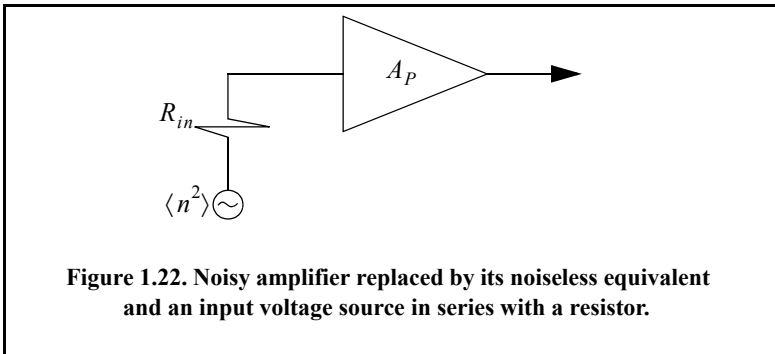 A_P
R_in
⟨n²⟩
Figure 1.22. Noisy amplifier replaced by its noiseless equivalent
and an input voltage source in series with a resistor.